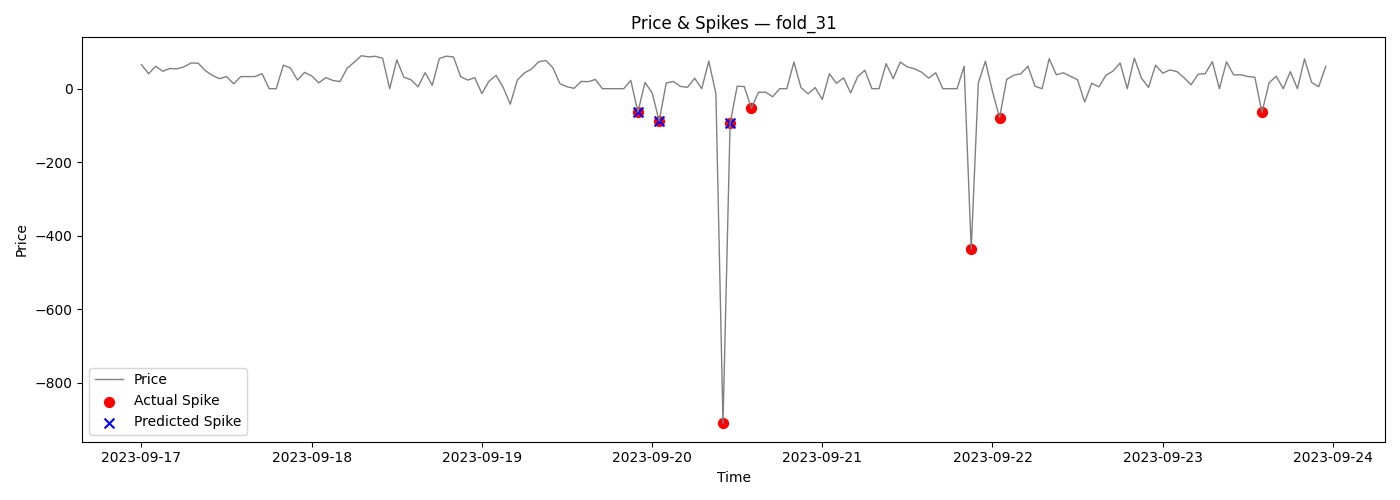 Price & Spikes — fold_31
Price
0
−200
−400
−600
−800
Price
Actual Spike
Predicted Spike
2023-09-17
2023-09-18
2023-09-19
2023-09-20
2023-09-21
2023-09-22
2023-09-23
2023-09-24
Time